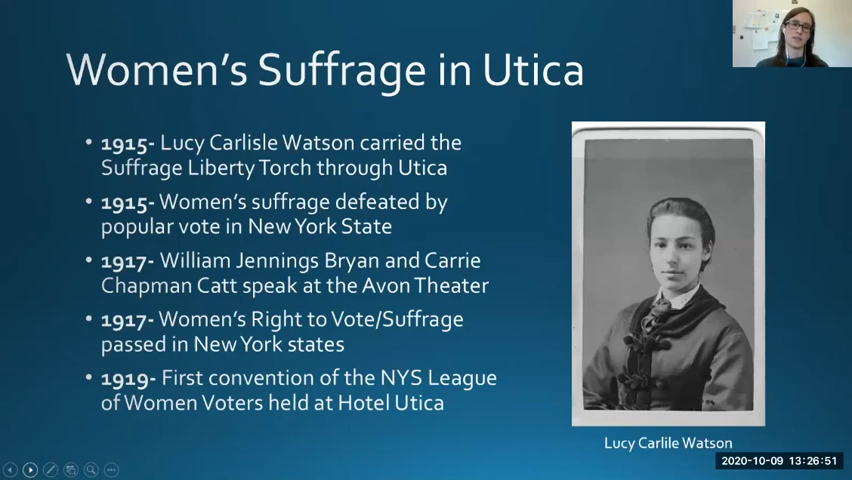 Women's Suffrage in Utica
• 1915- Lucy Carlisle Watson carried the
Suffrage Liberty Torch through Utica
• 1915- Women's suffrage defeated by
popular vote in New York State
• 1917- William Jennings Bryan and Carrie
Chapman Catt speak at the Avon Theater
• 1917- Women's Right to Vote/Suffrage
passed in New York states
• 1919- First convention of the NYS League
of Women Voters held at Hotel Utica
Lucy Carlile Watson
2020-10-09 13:26:51